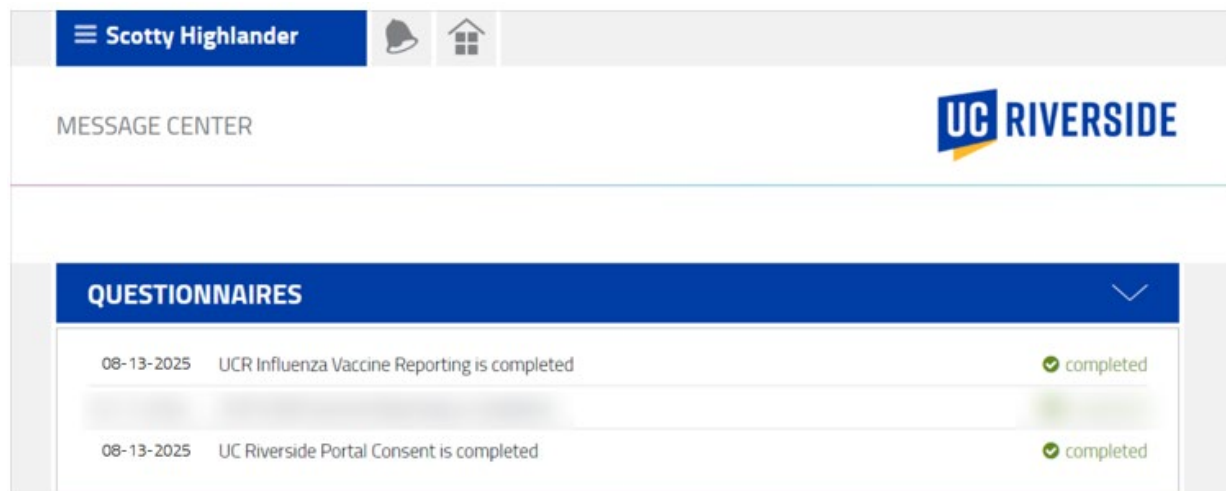 Scotty Highlander
MESSAGE CENTER
UC RIVERSIDE
QUESTIONNAIRES
08-13-2025 UCR Influenza Vaccine Reporting is completed completed
08-13-2025 UC Riverside Portal Consent is completed completed